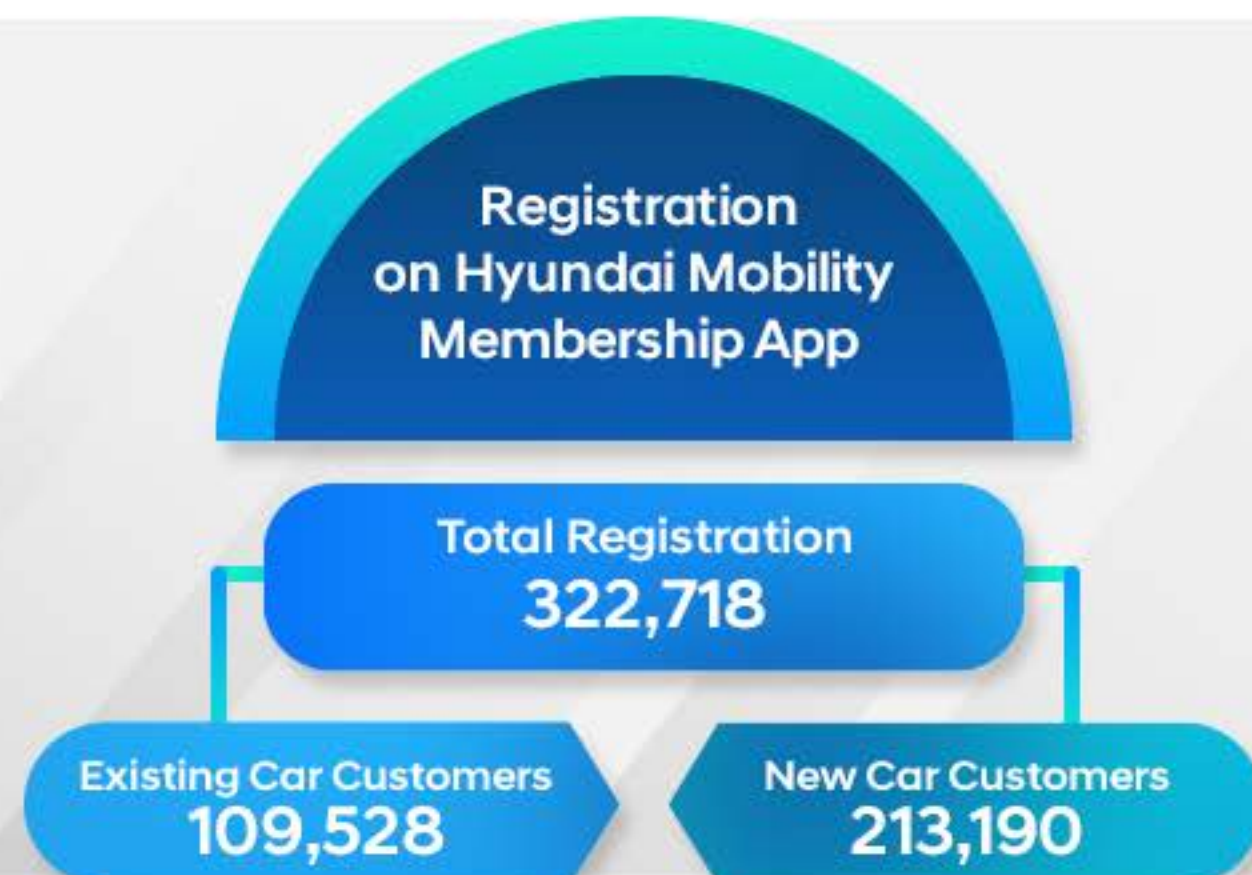 Registration
on Hyundai Mobility
Membership App
Total Registration
322,718
Existing Car Customers
109,528
New Car Customers
213,190